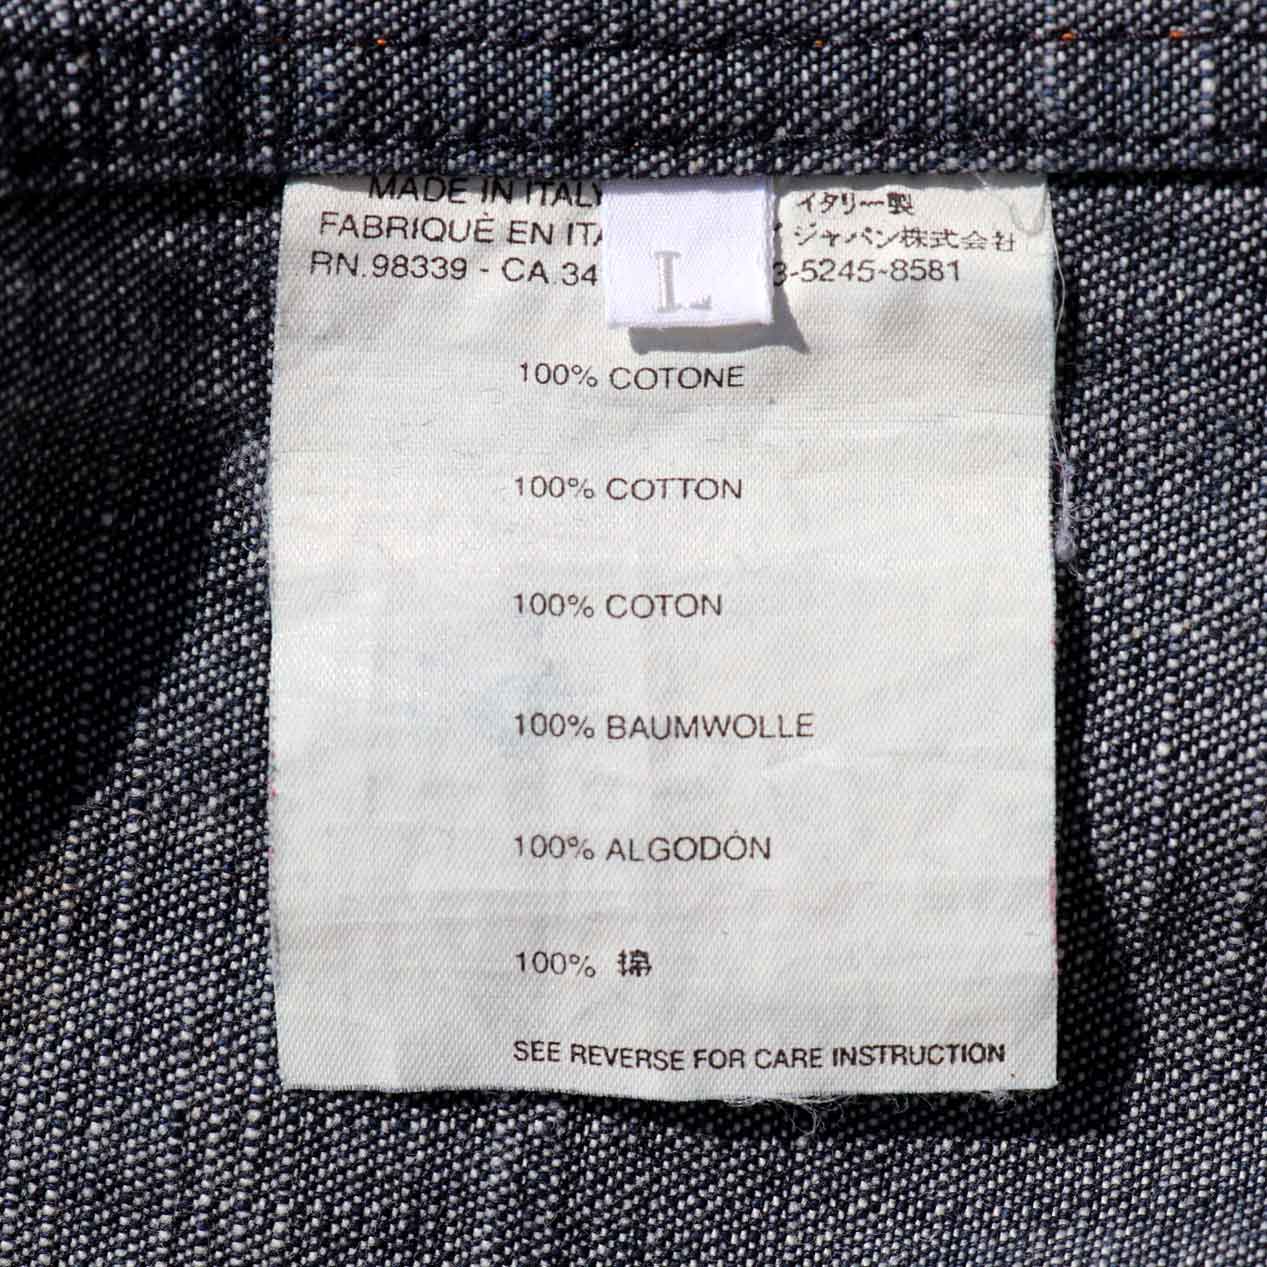 MADE IN ITALY イタリー製
FABRIQUÉ EN ITA ジャパン株式会社
RN.98339 - CA.34 3-5245-8581
L
100% COTONE
100% COTTON
100% COTON
100% BAUMWOLLE
100% ALGODÓN
100% 綿
SEE REVERSE FOR CARE INSTRUCTION